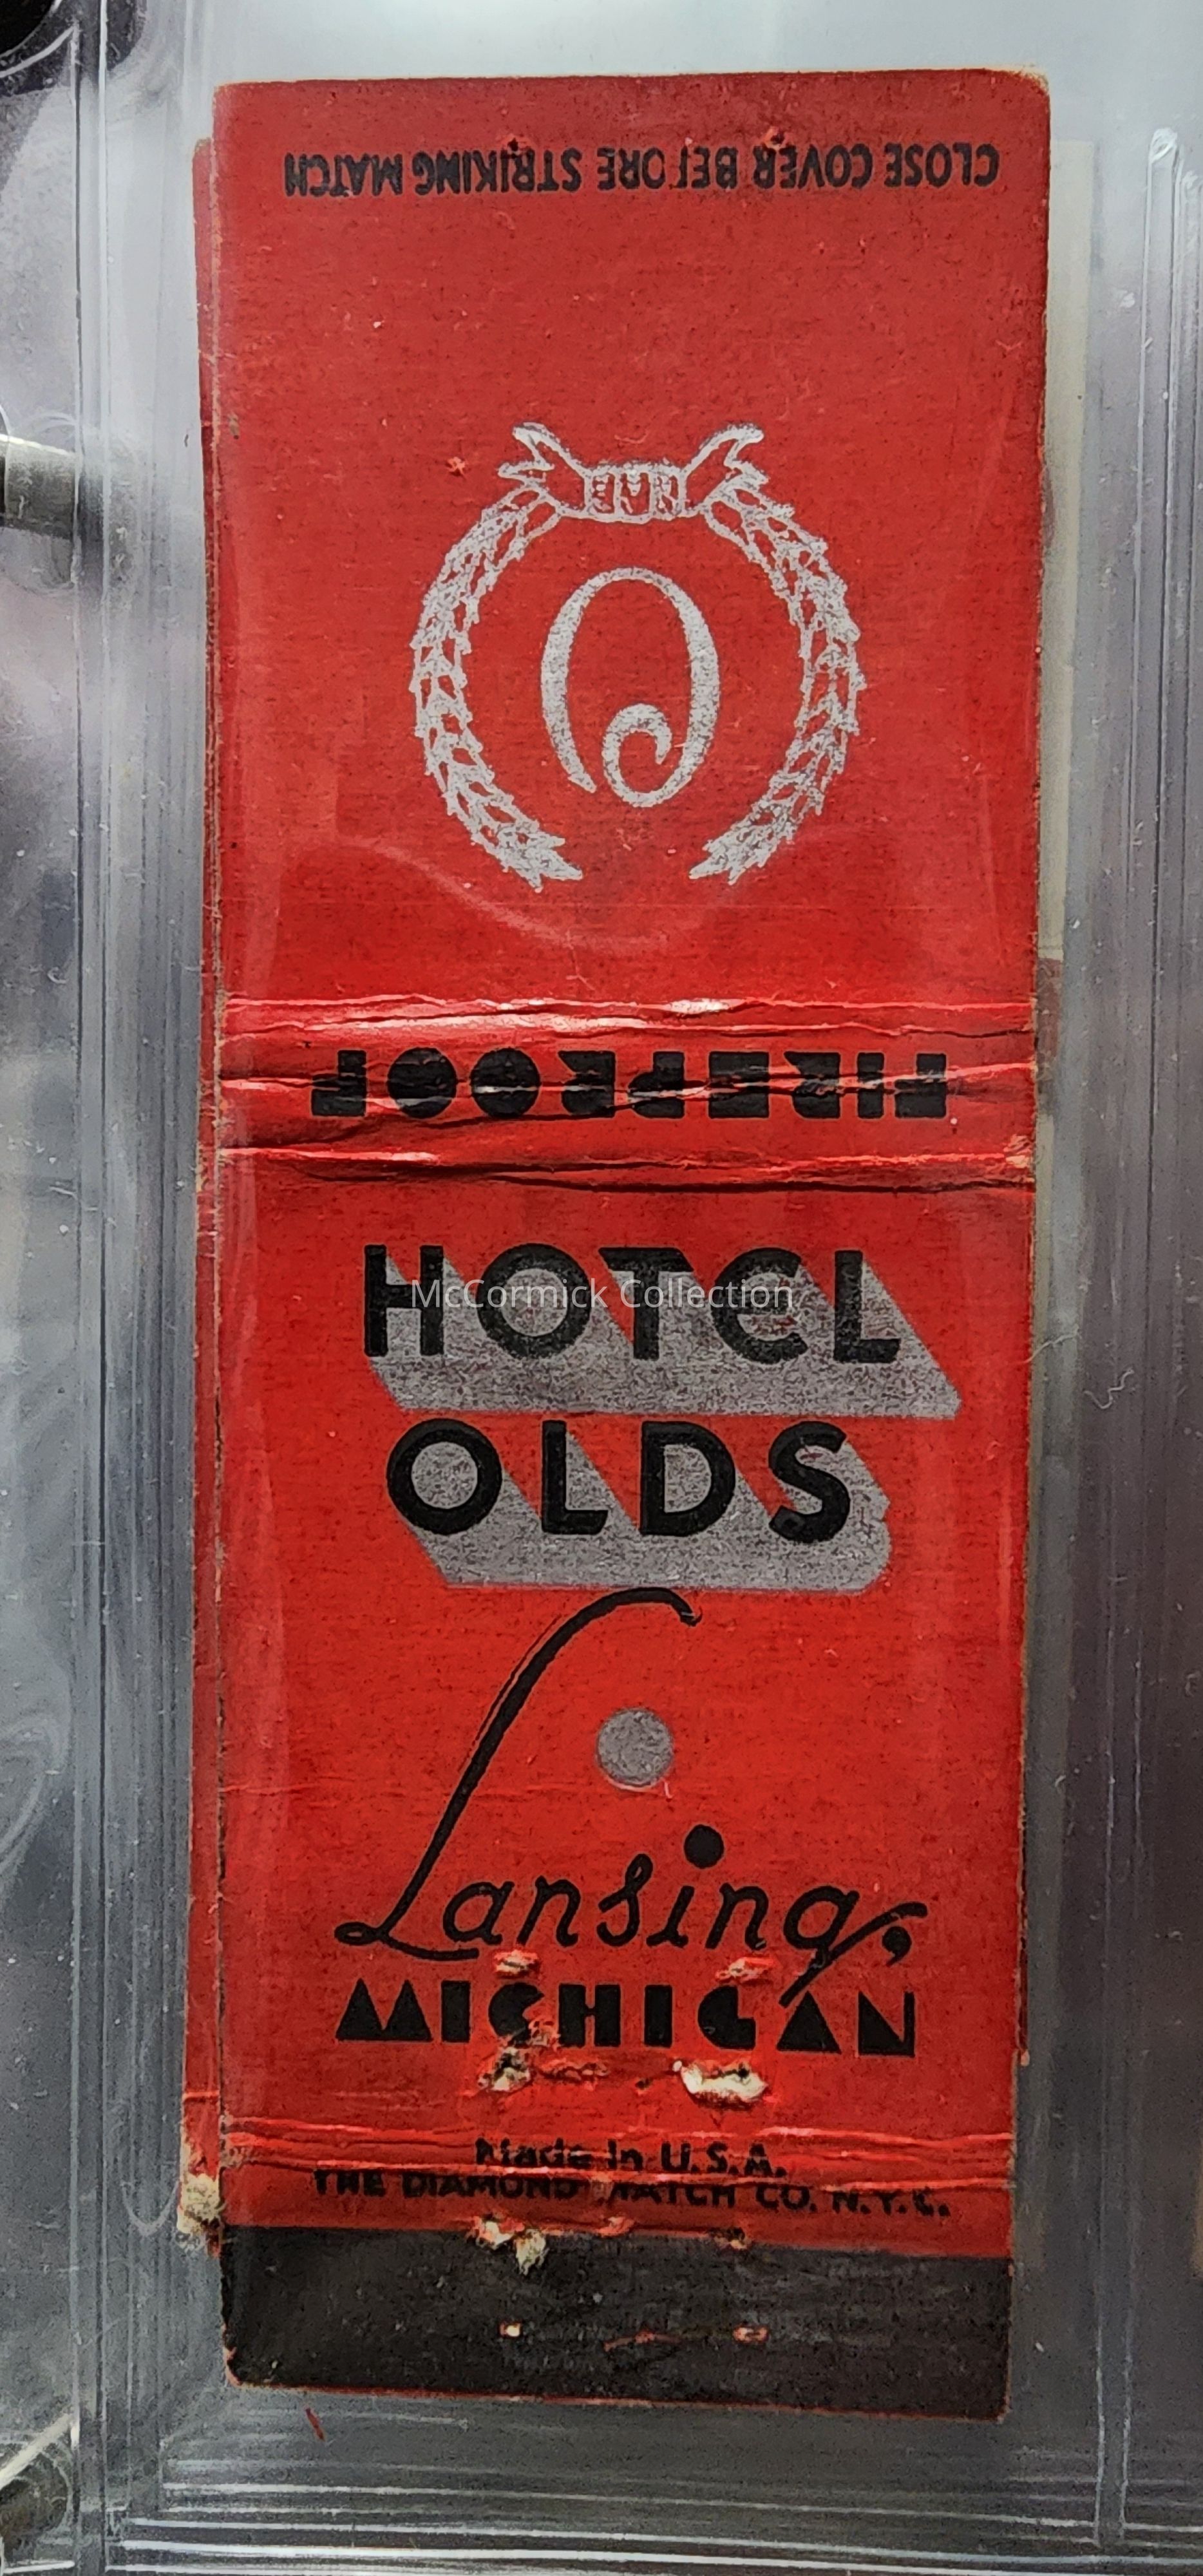 CLOSE COVER BEFORE STRIKING MATCH
O
FIREPROOF
HOTEL
OLDS
McCormick Collection
Lansing,
MICHIGAN
Made in U.S.A.
THE DIAMOND MATCH CO. N.Y.C.